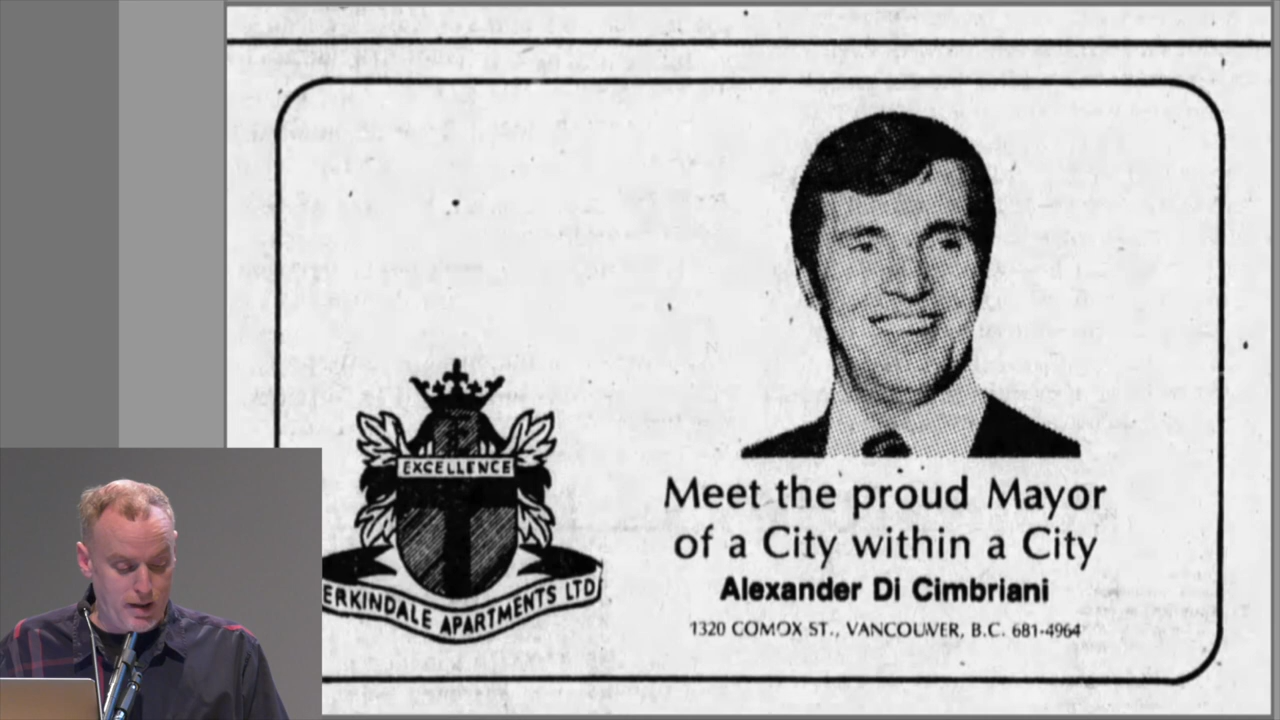 EXCELLENCE
ERKINDALE APARTMENTS LTD
Meet the proud Mayor
of a City within a City
Alexander Di Cimbriani
1320 COMOX ST., VANCOUVER, B.C. 681-4964